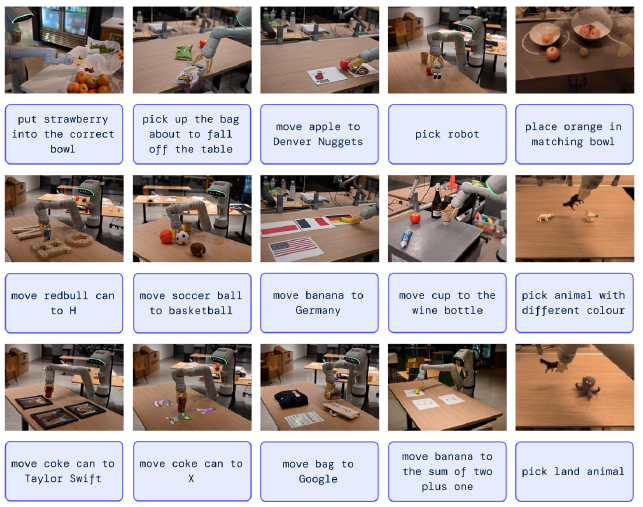 put strawberry
into the correct
bowl
pick up the bag
about to fall
off the table
move apple to
Denver Nuggets
pick robot
place orange in
matching bowl
move redbull can
to H
move soccer ball
to basketball
move banana to
Germany
move cup to the
wine bottle
pick animal with
different colour
move coke can to
Taylor Swift
move coke can to
X
move bag to
Google
move banana to
the sum of two
plus one
pick land animal